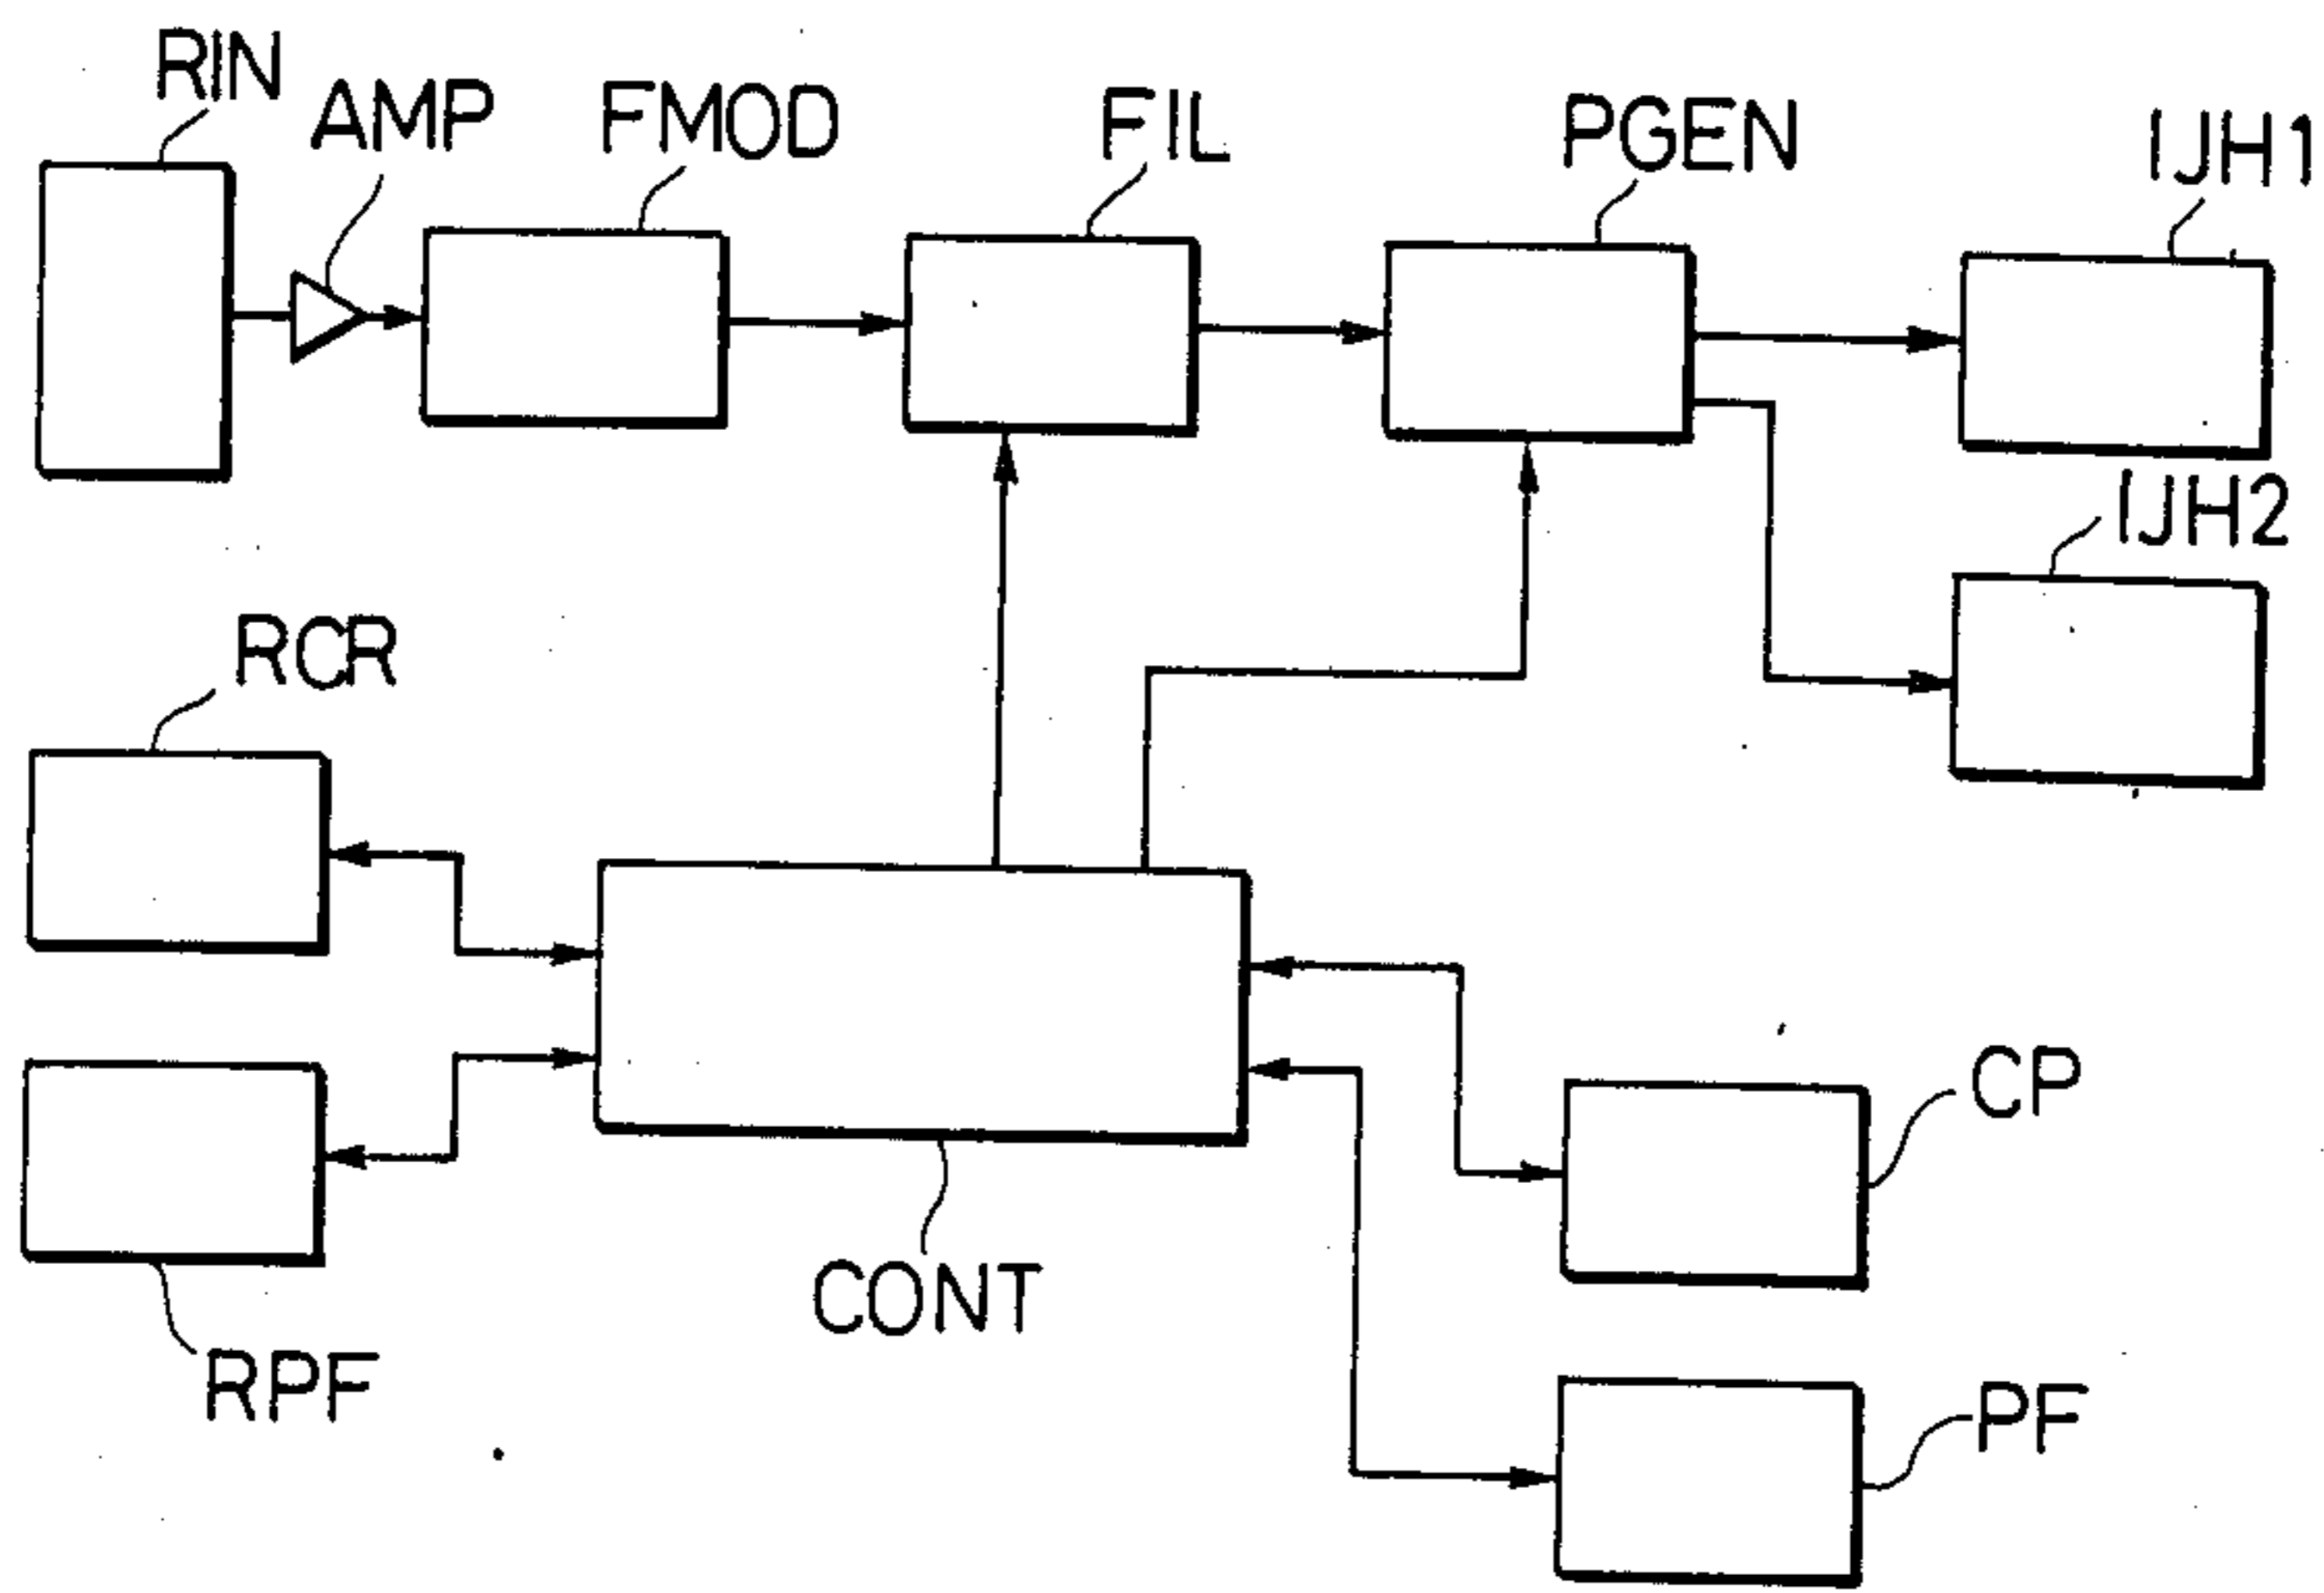 RIN
AMP
FMOD
FIL
PGEN
IJH1
IJH2
RCR
CP
CONT
RPF
PF